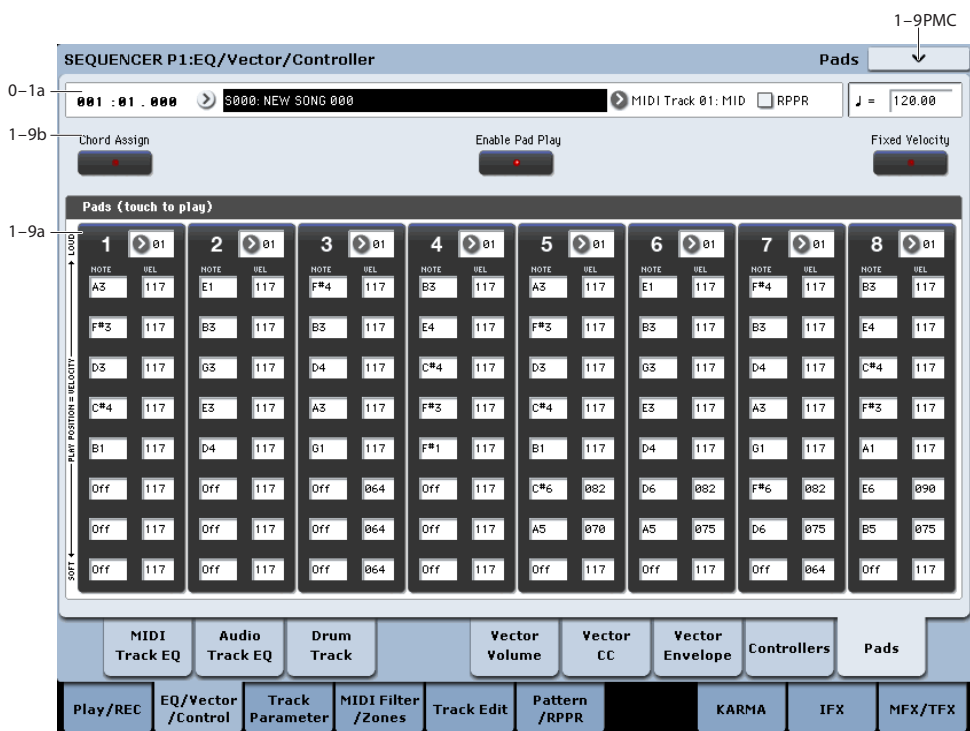 1–9PMC
SEQUENCER P1:EQ/Vector/Controller Pads
0–1a
001 :01 . 000 S000: NEW SONG 000 MIDI Track 01: MID RPPR ♩ = 120.00
1–9b
Chord Assign Enable Pad Play Fixed Velocity
Pads (touch to play)
1–9a
SOFT PLAY POSITION = VELOCITY LOUD
1 01 2 01 3 01 4 01 5 01 6 01 7 01 8 01
NOTE VEL NOTE VEL NOTE VEL NOTE VEL NOTE VEL NOTE VEL NOTE VEL NOTE VEL
A3 117 E1 117 F#4 117 B3 117 A3 117 E1 117 F#4 117 B3 117
F#3 117 B3 117 B3 117 E4 117 F#3 117 B3 117 B3 117 E4 117
D3 117 G3 117 D4 117 C#4 117 D3 117 G3 117 D4 117 C#4 117
C#4 117 E3 117 A3 117 F#3 117 C#4 117 E3 117 A3 117 F#3 117
B1 117 D4 117 G1 117 F#1 117 B1 117 D4 117 G1 117 A1 117
Off 117 Off 117 Off 064 Off 117 C#6 082 D6 082 F#6 082 E6 090
Off 117 Off 117 Off 064 Off 117 A5 070 A5 075 D6 075 B5 075
Off 117 Off 117 Off 064 Off 117 Off 117 Off 117 Off 064 Off 117
MIDI Track EQ Audio Track EQ Drum Track Vector Volume Vector CC Vector Envelope Controllers Pads
Play/REC EQ/Vector /Control Track Parameter MIDI Filter /Zones Track Edit Pattern /RPPR KARMA IFX MFX/TFX